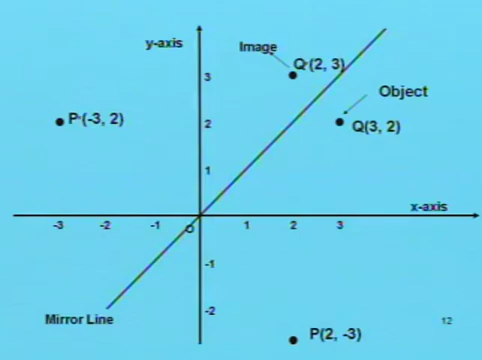 y-axis
Image
Q'(2, 3)
3
Object
P'(-3, 2)
2
Q(3, 2)
1
x-axis
-3 -2 -1 O 1 2 3
-1
-2
Mirror Line
12
P(2, -3)